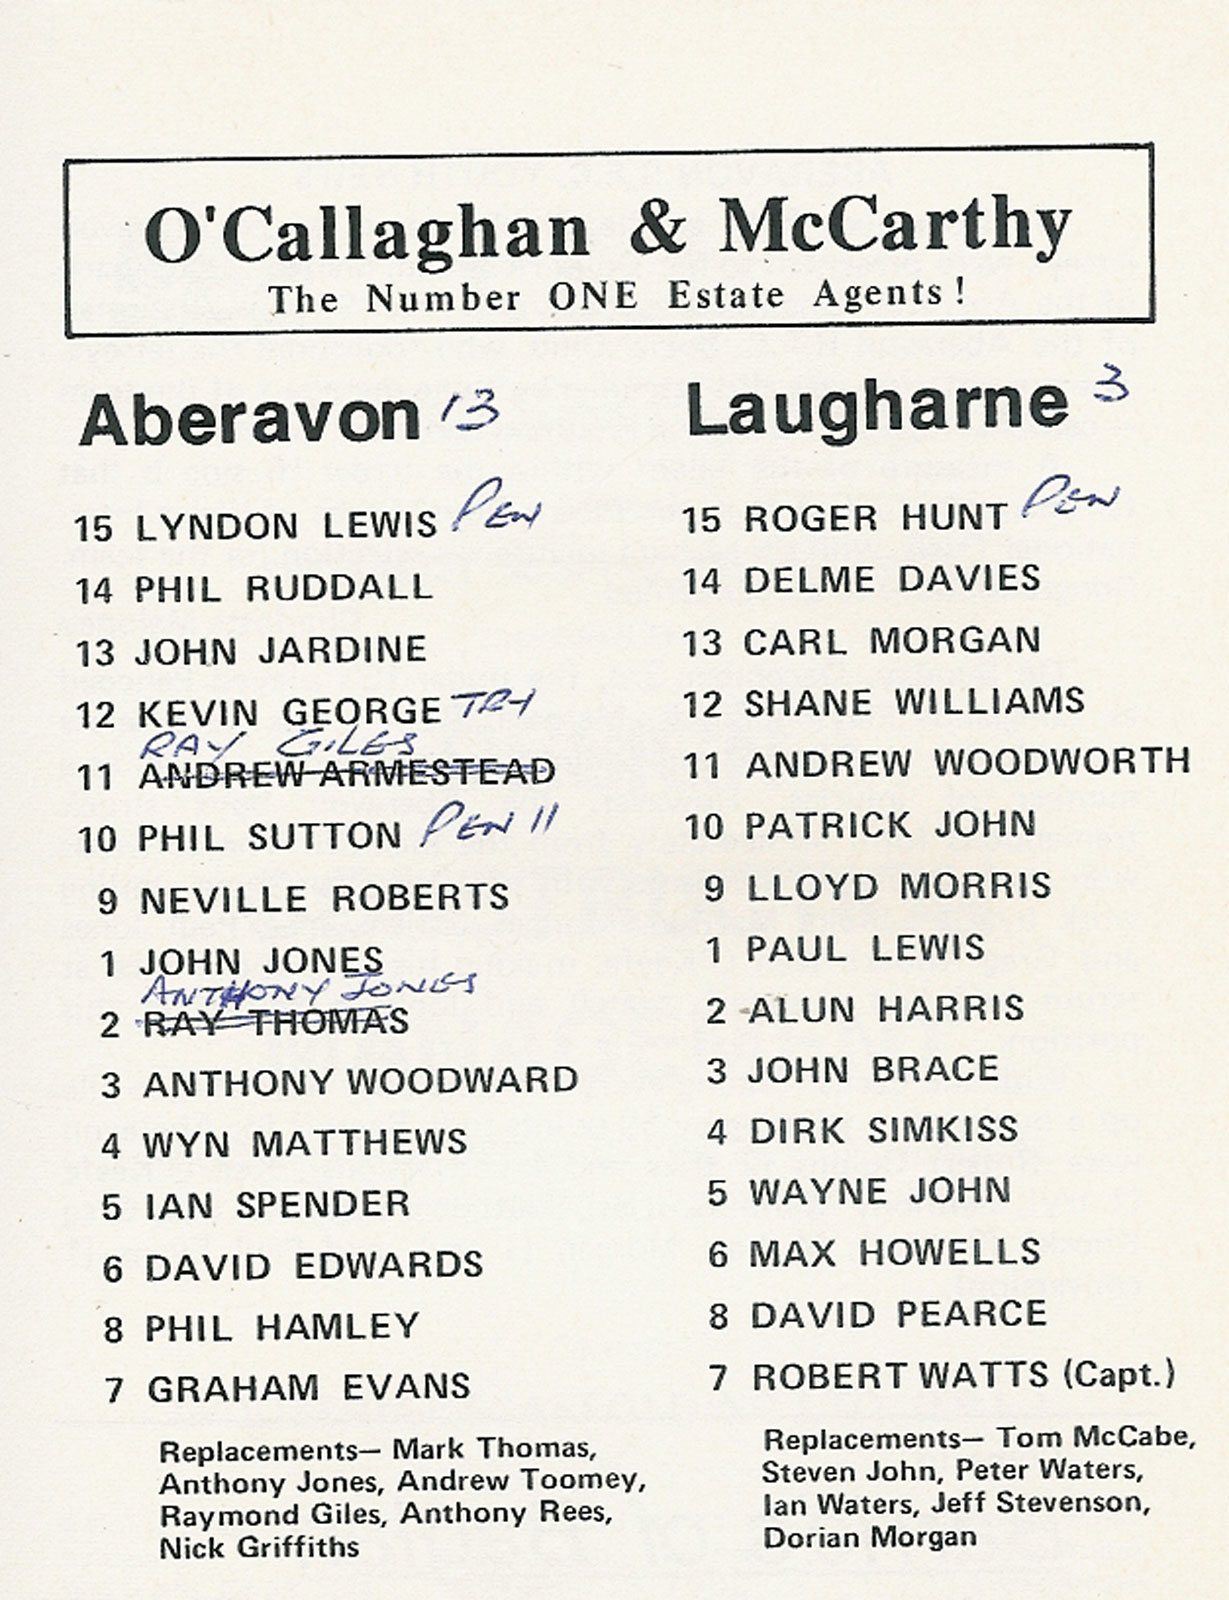 O'Callaghan & McCarthy
The Number ONE Estate Agents!
Aberavon 13
15 LYNDON LEWIS PEN
14 PHIL RUDDALL
13 JOHN JARDINE
12 KEVIN GEORGE TRY
RAY GILES
11 ANDREW ARMESTEAD
10 PHIL SUTTON PEN 11
9 NEVILLE ROBERTS
1 JOHN JONES
ANTHONY JONES
2 RAY THOMAS
3 ANTHONY WOODWARD
4 WYN MATTHEWS
5 IAN SPENDER
6 DAVID EDWARDS
8 PHIL HAMLEY
7 GRAHAM EVANS
Replacements— Mark Thomas,
Anthony Jones, Andrew Toomey,
Raymond Giles, Anthony Rees,
Nick Griffiths
Laugharne 3
15 ROGER HUNT PEN
14 DELME DAVIES
13 CARL MORGAN
12 SHANE WILLIAMS
11 ANDREW WOODWORTH
10 PATRICK JOHN
9 LLOYD MORRIS
1 PAUL LEWIS
2 ALUN HARRIS
3 JOHN BRACE
4 DIRK SIMKISS
5 WAYNE JOHN
6 MAX HOWELLS
8 DAVID PEARCE
7 ROBERT WATTS (Capt.)
Replacements— Tom McCabe,
Steven John, Peter Waters,
Ian Waters, Jeff Stevenson,
Dorian Morgan